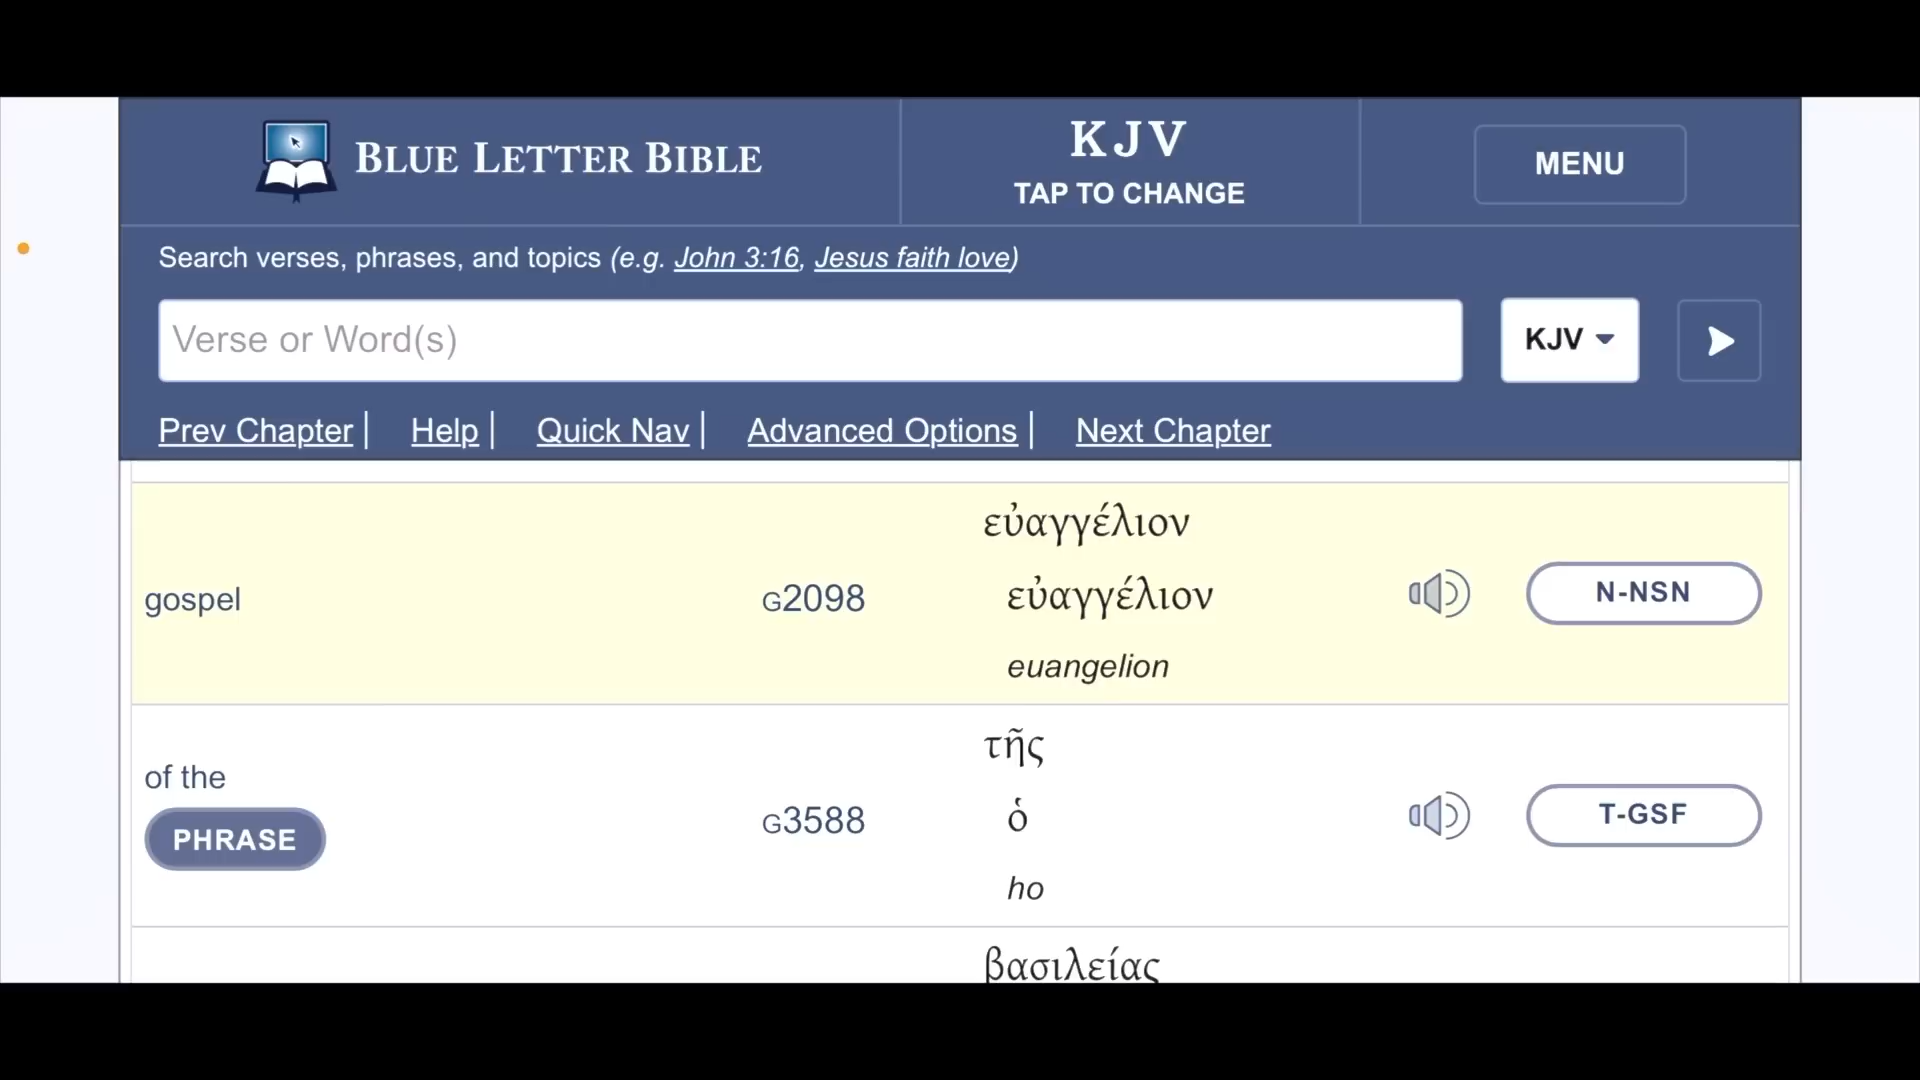 BLUE LETTER BIBLE
KJV
TAP TO CHANGE
MENU
Search verses, phrases, and topics (e.g. John 3:16, Jesus faith love)
Verse or Word(s)
KJV
Prev Chapter | Help | Quick Nav | Advanced Options | Next Chapter
εὐαγγέλιον
gospel G2098 εὐαγγέλιον N-NSN
euangelion
τῆς
of the
G3588 ὁ T-GSF
PHRASE
ho
βασιλείας